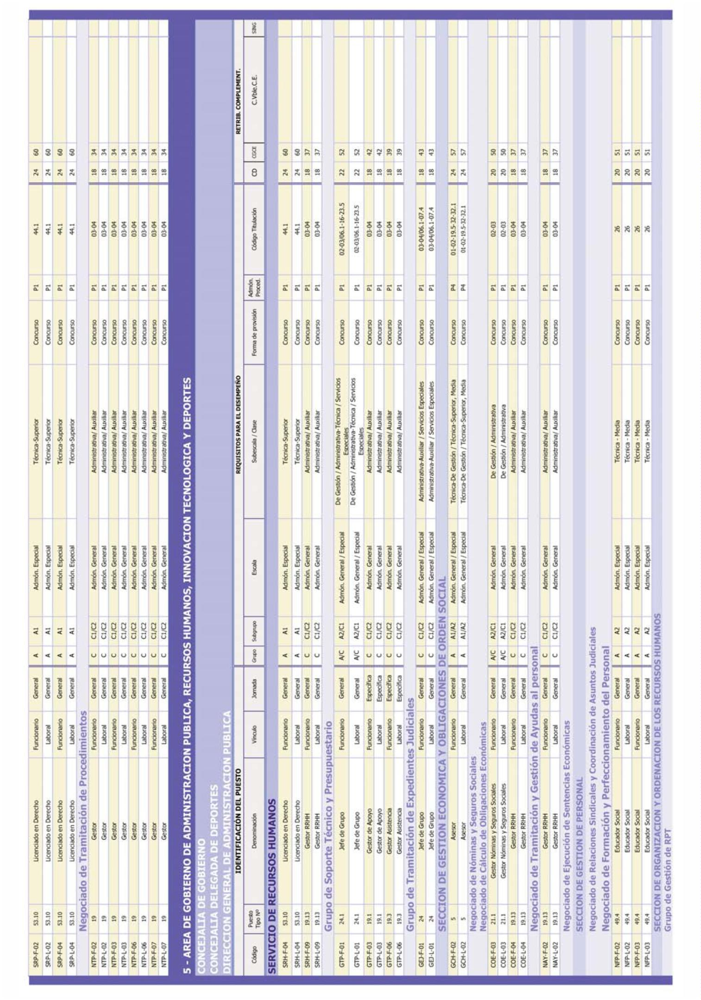 SRP-F-02 53.10 Licenciado en Derecho Funcionario General A A1 Admón. Especial Técnica-Superior Concurso P1 44.1 24 60
SRP-L-02 53.10 Licenciado en Derecho Laboral General A A1 Admón. Especial Técnica-Superior Concurso P1 44.1 24 60
SRP-F-04 53.10 Licenciado en Derecho Funcionario General A A1 Admón. Especial Técnica-Superior Concurso P1 44.1 24 60
SRP-L-04 53.10 Licenciado en Derecho Laboral General A A1 Admón. Especial Técnica-Superior Concurso P1 44.1 24 60
Negociado de Tramitación de Procedimientos
NTP-F-02 19 Gestor Funcionario General C C1/C2 Admón. General Administrativa/ Auxiliar Concurso P1 03-04 18 34
NTP-L-02 19 Gestor Laboral General C C1/C2 Admón. General Administrativa/ Auxiliar Concurso P1 03-04 18 34
NTP-F-03 19 Gestor Funcionario General C C1/C2 Admón. General Administrativa/ Auxiliar Concurso P1 03-04 18 34
NTP-L-03 19 Gestor Laboral General C C1/C2 Admón. General Administrativa/ Auxiliar Concurso P1 03-04 18 34
NTP-F-06 19 Gestor Funcionario General C C1/C2 Admón. General Administrativa/ Auxiliar Concurso P1 03-04 18 34
NTP-L-06 19 Gestor Laboral General C C1/C2 Admón. General Administrativa/ Auxiliar Concurso P1 03-04 18 34
NTP-F-07 19 Gestor Funcionario General C C1/C2 Admón. General Administrativa/ Auxiliar Concurso P1 03-04 18 34
NTP-L-07 19 Gestor Laboral General C C1/C2 Admón. General Administrativa/ Auxiliar Concurso P1 03-04 18 34
5 - AREA DE GOBIERNO DE ADMINISTRACION PUBLICA, RECURSOS HUMANOS, INNOVACION TECNOLOGICA Y DEPORTES
CONCEJALIA DE GOBIERNO
CONCEJALIA DELEGADA DE DEPORTES
DIRECCION GENERAL DE ADMINISTRACION PUBLICA
IDENTIFICACIÓN DEL PUESTO REQUISITOS PARA EL DESEMPEÑO RETRIB. COMPLEMENT.
Código Puesto Tipo Nº Denominación Vínculo Jornada Grupo Subgrupo Escala Subescala / Clase Forma de provisión Admón. Proced. Código Titulación CD CGCE C.Vble.C.E. SING
SERVICIO DE RECURSOS HUMANOS
SRH-F-04 53.10 Licenciado en Derecho Funcionario General A A1 Admón. Especial Técnica-Superior Concurso P1 44.1 24 60
SRH-L-04 53.10 Licenciado en Derecho Laboral General A A1 Admón. Especial Técnica-Superior Concurso P1 44.1 24 60
SRH-F-09 19.13 Gestor RRHH Funcionario General C C1/C2 Admón. General Administrativa/ Auxiliar Concurso P1 03-04 18 37
SRH-L-09 19.13 Gestor RRHH Laboral General C C1/C2 Admón. General Administrativa/ Auxiliar Concurso P1 03-04 18 37
Grupo de Soporte Técnico y Presupuestario
GTP-F-01 24.1 Jefe de Grupo Funcionario General A/C A2/C1 Admón. General / Especial De Gestión / Administrativa-Técnica / Servicios Especiales Concurso P1 02-03/06.1-16-23.5 22 52
GTP-L-01 24.1 Jefe de Grupo Laboral General A/C A2/C1 Admón. General / Especial De Gestión / Administrativa-Técnica / Servicios Especiales Concurso P1 02-03/06.1-16-23.5 22 52
GTP-F-03 19.1 Gestor de Apoyo Funcionario Específica C C1/C2 Admón. General Administrativa/ Auxiliar Concurso P1 03-04 18 42
GTP-L-03 19.1 Gestor de Apoyo Laboral Específica C C1/C2 Admón. General Administrativa/ Auxiliar Concurso P1 03-04 18 42
GTP-F-06 19.3 Gestor Asistencia Funcionario Específica C C1/C2 Admón. General Administrativa/ Auxiliar Concurso P1 03-04 18 39
GTP-L-06 19.3 Gestor Asistencia Laboral Específica C C1/C2 Admón. General Administrativa/ Auxiliar Concurso P1 03-04 18 39
Grupo de Tramitación de Expedientes Judiciales
GEJ-F-01 24 Jefe de Grupo Funcionario General C C1/C2 Admón. General / Especial Administrativa-Auxiliar / Servicios Especiales Concurso P1 03-04/06.1-07.4 18 43
GEJ-L-01 24 Jefe de Grupo Laboral General C C1/C2 Admón. General / Especial Administrativa-Auxiliar / Servicios Especiales Concurso P1 03-04/06.1-07.4 18 43
SECCION DE GESTION ECONOMICA Y OBLIGACIONES DE ORDEN SOCIAL
GCH-F-02 5 Asesor Funcionario General A A1/A2 Admón. General / Especial Técnica-De Gestión / Técnica-Superior, Media Concurso P4 01-02-19.5-32-32.1 24 57
GCH-L-02 5 Asesor Laboral General A A1/A2 Admón. General / Especial Técnica-De Gestión / Técnica-Superior, Media Concurso P4 01-02-19.5-32-32.1 24 57
Negociado de Nóminas y Seguros Sociales
Negociado de Cálculo de Obligaciones Económicas
COE-F-03 21.1 Gestor Nóminas y Seguros Sociales Funcionario General A/C A2/C1 Admón. General De Gestión / Administrativa Concurso P1 02-03 20 50
COE-L-03 21.1 Gestor Nóminas y Seguros Sociales Laboral General A/C A2/C1 Admón. General De Gestión / Administrativa Concurso P1 02-03 20 50
COE-F-04 19.13 Gestor RRHH Funcionario General C C1/C2 Admón. General Administrativa/ Auxiliar Concurso P1 03-04 18 37
COE-L-04 19.13 Gestor RRHH Laboral General C C1/C2 Admón. General Administrativa/ Auxiliar Concurso P1 03-04 18 37
Negociado de Tramitación y Gestión de Ayudas al personal
NAY-F-02 19.13 Gestor RRHH Funcionario General C C1/C2 Admón. General Administrativa/ Auxiliar Concurso P1 03-04 18 37
NAY-L-02 19.13 Gestor RRHH Laboral General C C1/C2 Admón. General Administrativa/ Auxiliar Concurso P1 03-04 18 37
Negociado de Ejecución de Sentencias Económicas
SECCION DE GESTION DE PERSONAL
Negociado de Relaciones Sindicales y Coordinación de Asuntos Judiciales
Negociado de Formación y Perfeccionamiento del Personal
NFP-F-02 49.4 Educador Social Funcionario General A A2 Admón. Especial Técnica - Media Concurso P1 26 20 51
NFP-L-02 49.4 Educador Social Laboral General A A2 Admón. Especial Técnica - Media Concurso P1 26 20 51
NFP-F-03 49.4 Educador Social Funcionario General A A2 Admón. Especial Técnica - Media Concurso P1 26 20 51
NFP-L-03 49.4 Educador Social Laboral General A A2 Admón. Especial Técnica - Media Concurso P1 26 20 51
SECCION DE ORGANIZACION Y ORDENACION DE LOS RECURSOS HUMANOS
Grupo de Gestión de RPT